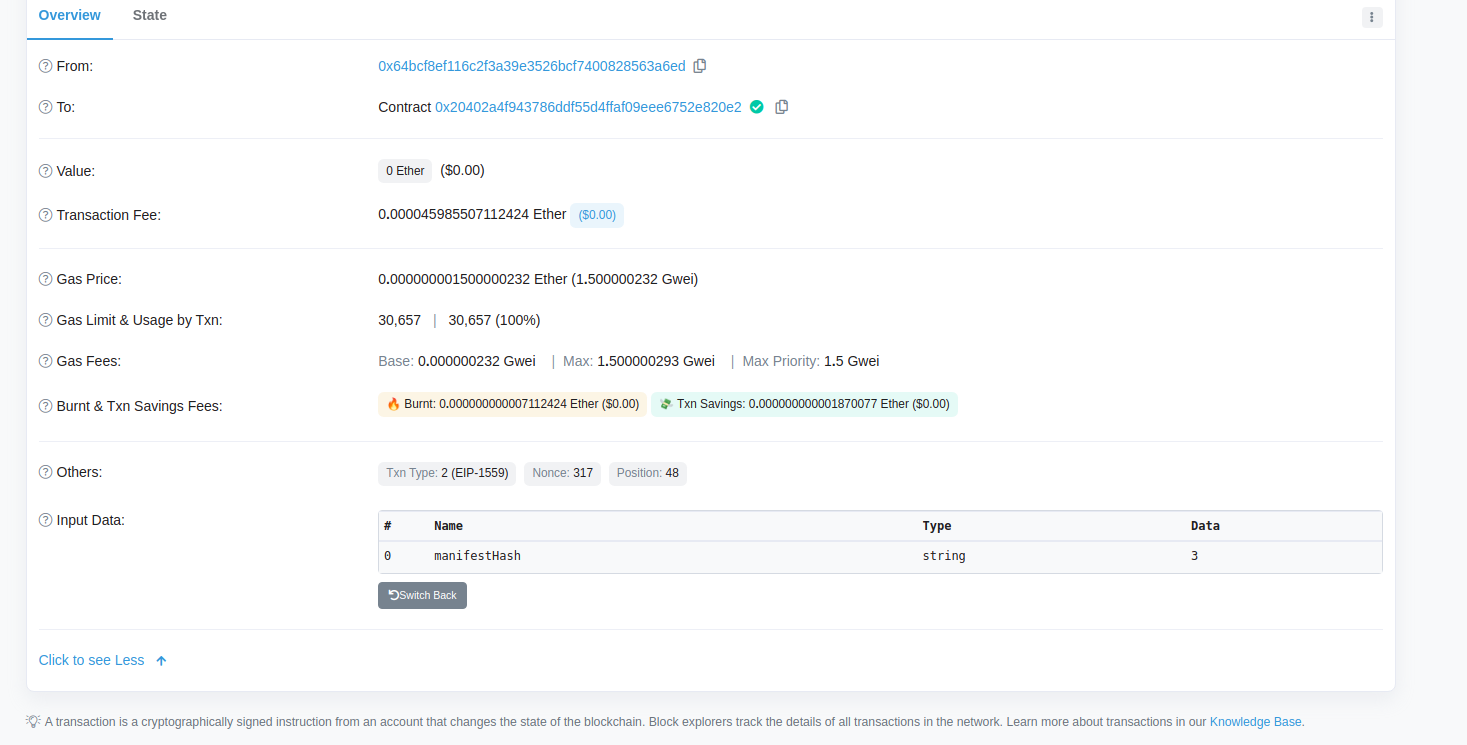 Overview State
From: 0x64bcf8ef116c2f3a39e3526bcf7400828563a6ed
To: Contract 0x20402a4f943786ddf55d4ffaf09eee6752e820e2
Value: 0 Ether ($0.00)
Transaction Fee: 0.000045985507112424 Ether ($0.00)
Gas Price: 0.000000001500000232 Ether (1.500000232 Gwei)
Gas Limit & Usage by Txn: 30,657 | 30,657 (100%)
Gas Fees: Base: 0.000000232 Gwei | Max: 1.500000293 Gwei | Max Priority: 1.5 Gwei
Burnt & Txn Savings Fees: 🔥 Burnt: 0.000000000007112424 Ether ($0.00) 💸 Txn Savings: 0.000000000001870077 Ether ($0.00)
Others: Txn Type: 2 (EIP-1559) Nonce: 317 Position: 48
Input Data:
# Name Type Data
0 manifestHash string 3
Switch Back
Click to see Less
A transaction is a cryptographically signed instruction from an account that changes the state of the blockchain. Block explorers track the details of all transactions in the network. Learn more about transactions in our Knowledge Base.